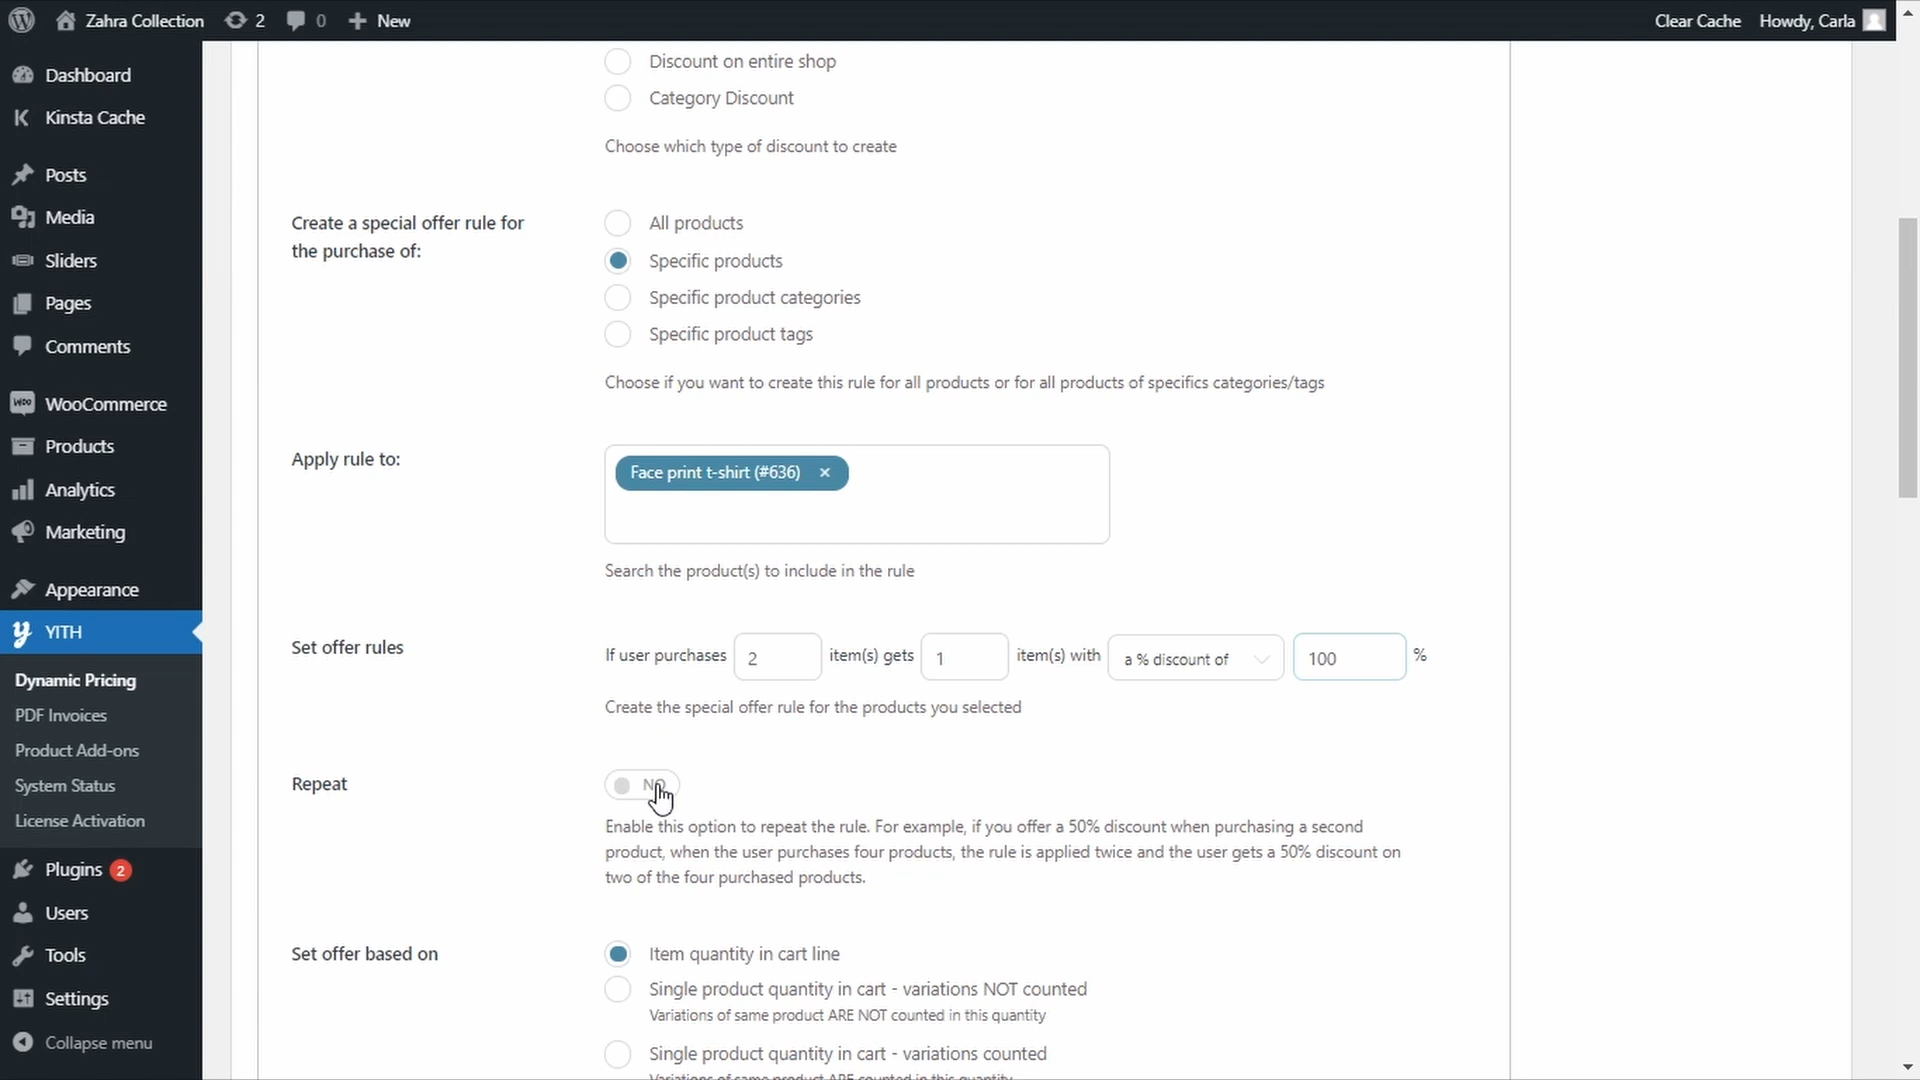 Zahra Collection 2 0 New Clear Cache Howdy, Carla
Dashboard
Kinsta Cache
Posts
Media
Sliders
Pages
Comments
WooCommerce
Products
Analytics
Marketing
Appearance
YITH
Dynamic Pricing
PDF Invoices
Product Add-ons
System Status
License Activation
Plugins 2
Users
Tools
Settings
Collapse menu
Discount on entire shop
Category Discount
Choose which type of discount to create
Create a special offer rule for
the purchase of:
All products
Specific products
Specific product categories
Specific product tags
Choose if you want to create this rule for all products or for all products of specifics categories/tags
Apply rule to:
Face print t-shirt (#636) ×
Search the product(s) to include in the rule
Set offer rules
If user purchases 2 item(s) gets 1 item(s) with a % discount of 100 %
Create the special offer rule for the products you selected
Repeat
NO
Enable this option to repeat the rule. For example, if you offer a 50% discount when purchasing a second
product, when the user purchases four products, the rule is applied twice and the user gets a 50% discount on
two of the four purchased products.
Set offer based on
Item quantity in cart line
Single product quantity in cart - variations NOT counted
Variations of same product ARE NOT counted in this quantity
Single product quantity in cart - variations counted
Variations of same product ARE counted in this quantity